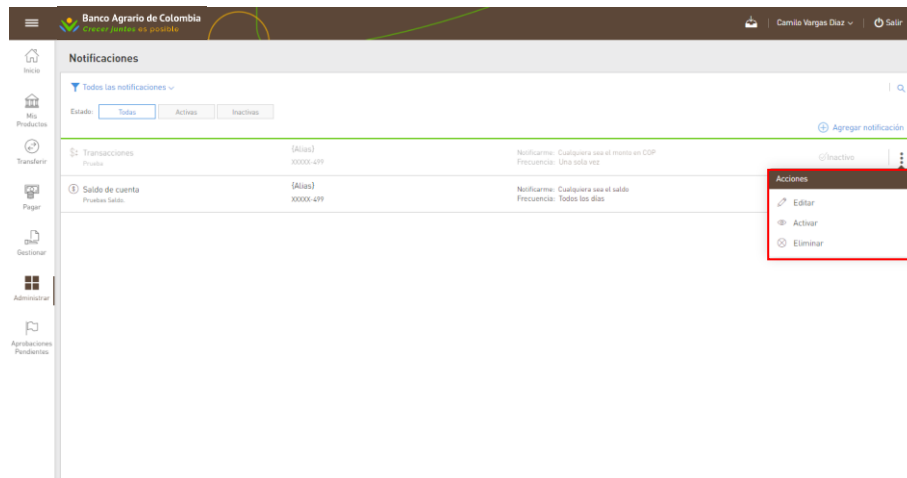 Banco Agrario de Colombia
Crecer juntos es posible
Camilo Vargas Diaz
Salir
Inicio
Mis
Productos
Transferir
Pagar
Gestionar
Administrar
Aprobaciones
Pendientes
Notificaciones
Todos las notificaciones
Estado:
Todas
Activas
Inactivas
Agregar notificación
Transacciones
Prueba
{Alias}
XXXXX-499
Notificarme: Cualquiera sea el monto en COP
Frecuencia: Una sola vez
Inactivo
Saldo de cuenta
Pruebas Saldo.
{Alias}
XXXXX-499
Notificarme: Cualquiera sea el saldo
Frecuencia: Todos los días
Acciones
Editar
Activar
Eliminar